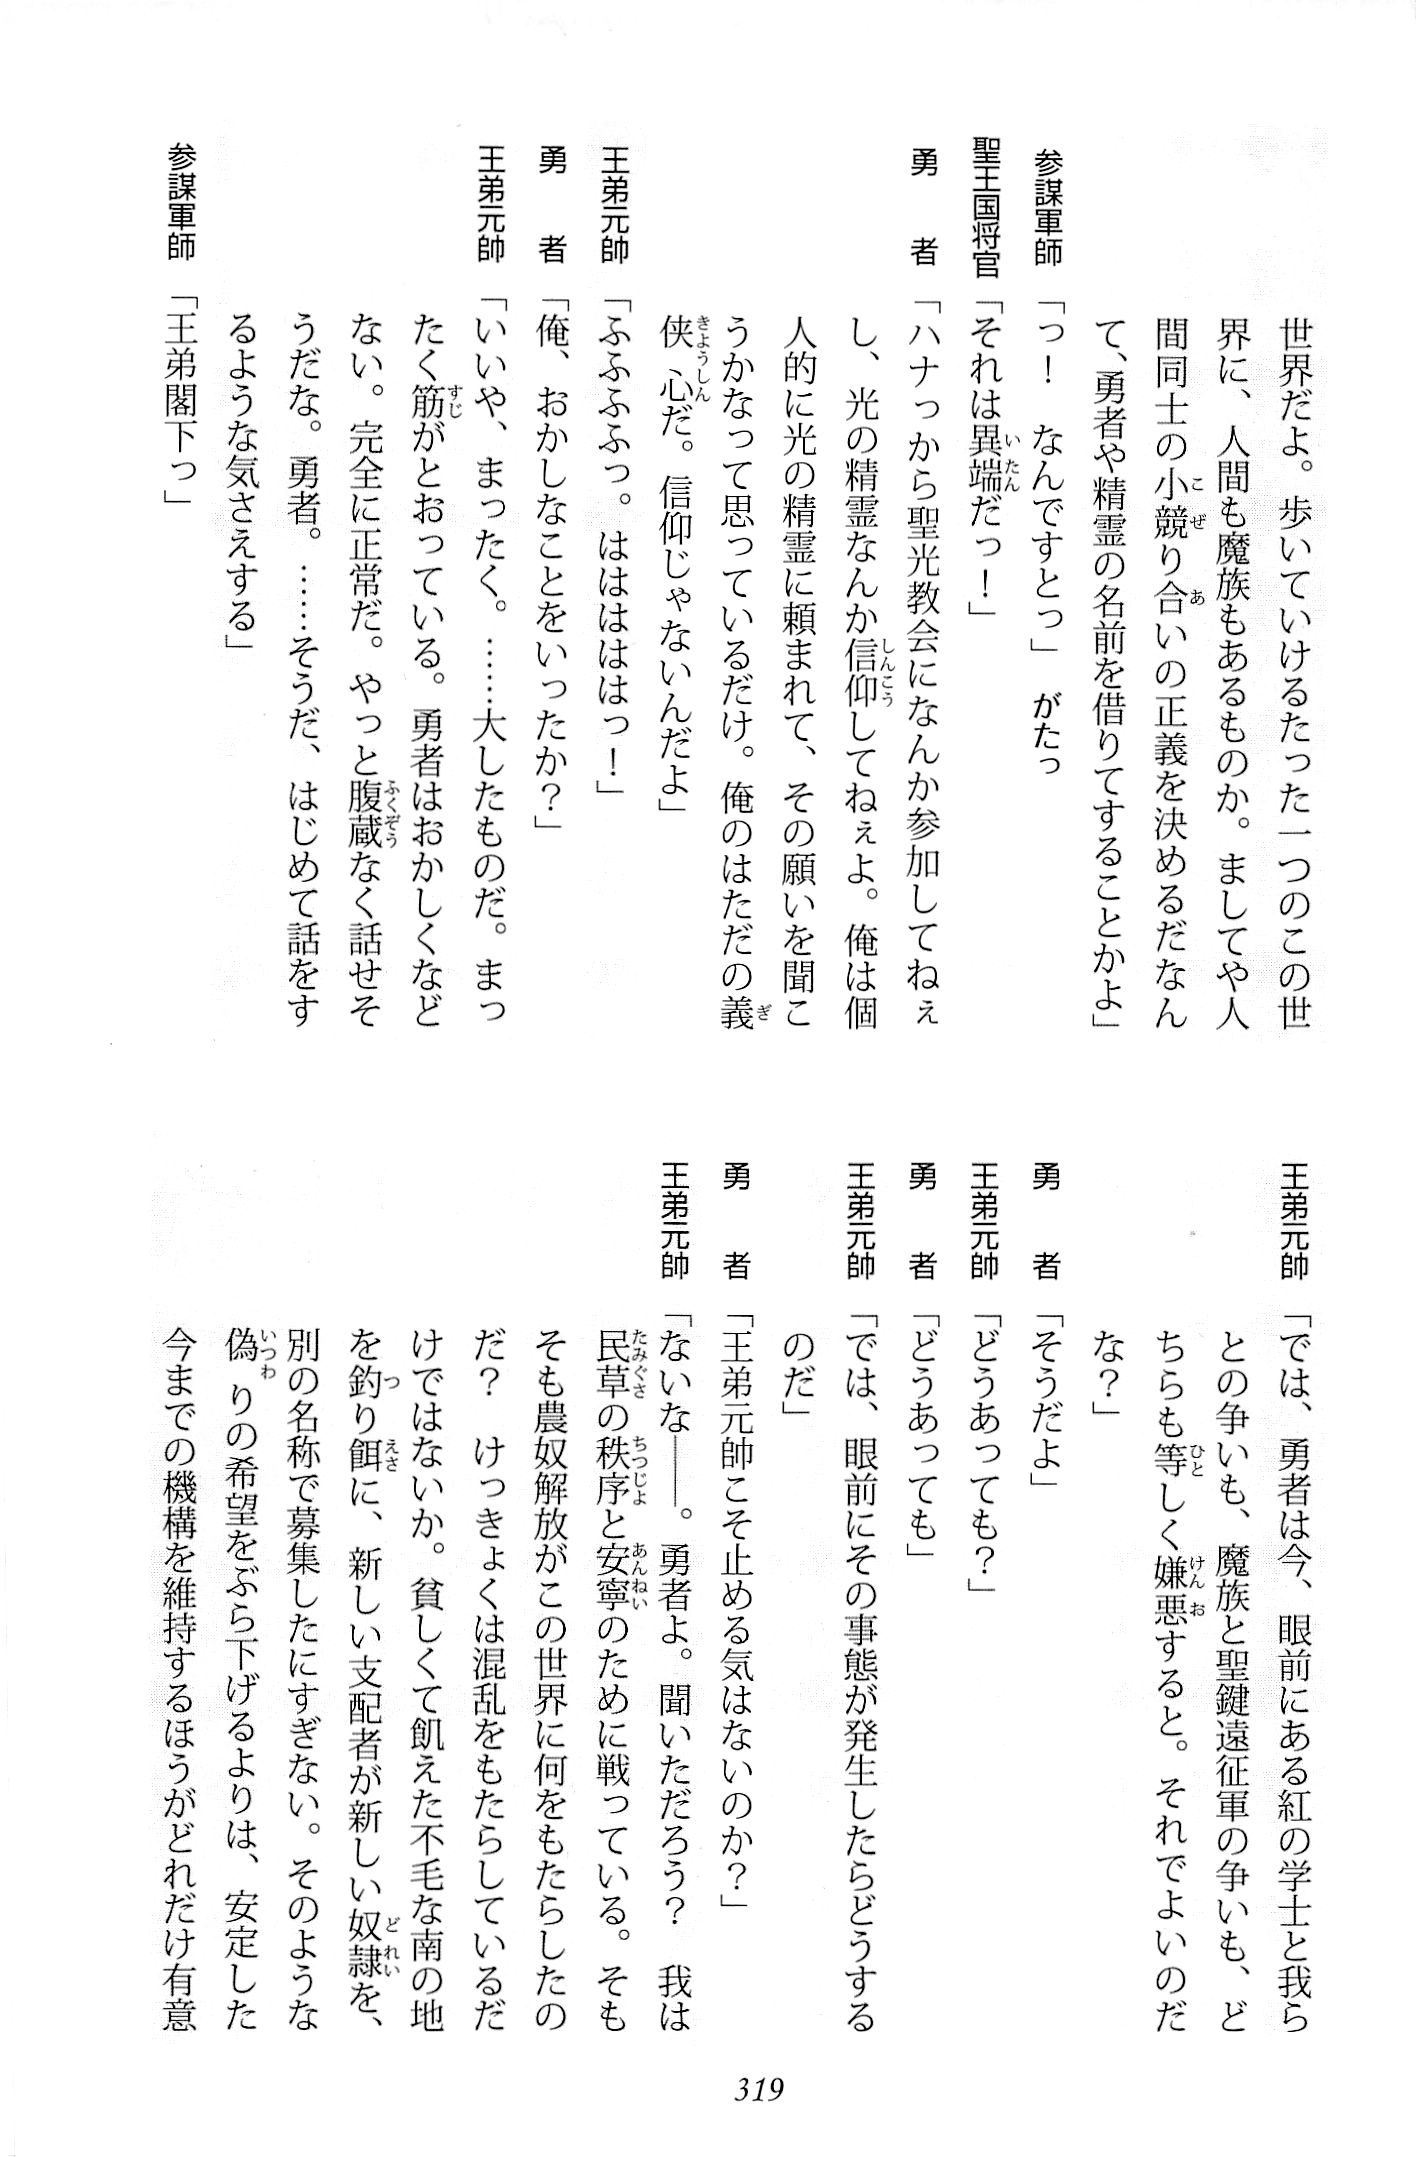 世界だよ。歩いていけるたった一つのこの世
界に、人間も魔族もあるものか。ましてや人
間同士の小競り合いの正義を決めるだなん
て、勇者や精霊の名前を借りてすることかよ」
参謀軍師「っ！　なんですとっ」　がたっ
聖王国将官「それは異端だっ！」
勇　者「ハナっから聖光教会になんか参加してねぇ
し、光の精霊なんか信仰してねぇよ。俺は個
人的に光の精霊に頼まれて、その願いを聞こ
うかなって思っているだけ。俺のはただの義
侠心だ。信仰じゃないんだよ」
王弟元帥「ふふふふっ。はははははっ！」
勇　者「俺、おかしなことをいったか？」
王弟元帥「いいや、まったく。……大したものだ。まっ
たく筋がとおっている。勇者はおかしくなど
ない。完全に正常だ。やっと腹蔵なく話せそ
うだな。勇者。……そうだ、はじめて話をす
るような気さえする」
参謀軍師「王弟閣下っ」
王弟元帥「では、勇者は今、眼前にある紅の学士と我ら
との争いも、魔族と聖鍵遠征軍の争いも、ど
ちらも等しく嫌悪すると。それでよいのだ
な？」
勇　者「そうだよ」
王弟元帥「どうあっても？」
勇　者「どうあっても」
王弟元帥「では、眼前にその事態が発生したらどうする
のだ」
勇　者「王弟元帥こそ止める気はないのか？」
王弟元帥「ないな――。勇者よ。聞いただろう？　我は
民草の秩序と安寧のために戦っている。そも
そも農奴解放がこの世界に何をもたらしたの
だ？　けっきょくは混乱をもたらしているだ
けではないか。貧しくて飢えた不毛な南の地
を釣り餌に、新しい支配者が新しい奴隷を、
別の名称で募集したにすぎない。そのような
偽りの希望をぶら下げるよりは、安定した
今までの機構を維持するほうがどれだけ有意
319